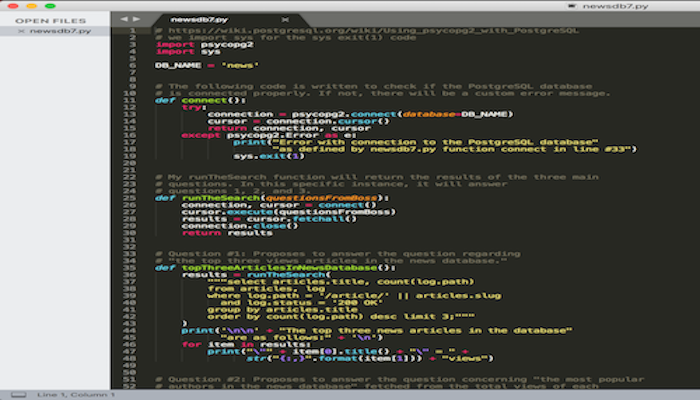 newsdb7.py
OPEN FILES
newsdb7.py
newsdb7.py
1 # https://wiki.postgresql.org/wiki/Using_psycopg2_with_PostgreSQL
2 # we import sys for the sys exit(1) code
3 import psycopg2
4 import sys
5
6 DB_NAME = 'news'
7
8
9 # The following code is written to check if the PostgreSQL database
10 # is connected properly. If not, there will be a custom error message.
11 def connect():
12 try:
13 connection = psycopg2.connect(database=DB_NAME)
14 cursor = connection.cursor()
15 return connection, cursor
16 except psycopg2.Error as e:
17 print("Error with connection to the PostgreSQL database"
18 "as defined by newsdb7.py function connect in line #33")
19 sys.exit(1)
20
21
22 # My runTheSearch function will return the results of the three main
23 # questions. In this specific instance, it will answer
24 # questions 1, 2, and 3.
25 def runTheSearch(questionsFromBoss):
26 connection, cursor = connect()
27 cursor.execute(questionsFromBoss)
28 results = cursor.fetchall()
29 connection.close()
30 return results
31
32
33 # Question #1: Proposes to answer the question regarding
34 # "the top three views articles in the news database."
35 def topThreeArticlesInNewsDatabase():
36 results = runTheSearch(
37 """select articles.title, count(log.path)
38 from articles, log
39 where log.path = '/article/' || articles.slug
40 and log.status = '200 OK'
41 group by articles.title
42 order by count(log.path) desc limit 3;"""
43 )
44 print('\n\n' + "The top three news articles in the database"
45 "are as follows:" + '\n')
46 for item in results:
47 print("\"" + item[0].title() + "\" = " +
48 str("{:,}".format(item[1])) + "views")
49
50
51 # Question #2: Proposes to answer the question concerning "the most popular
52 # authors in the news database" fetched from the total views of each
Line 1, Column 1